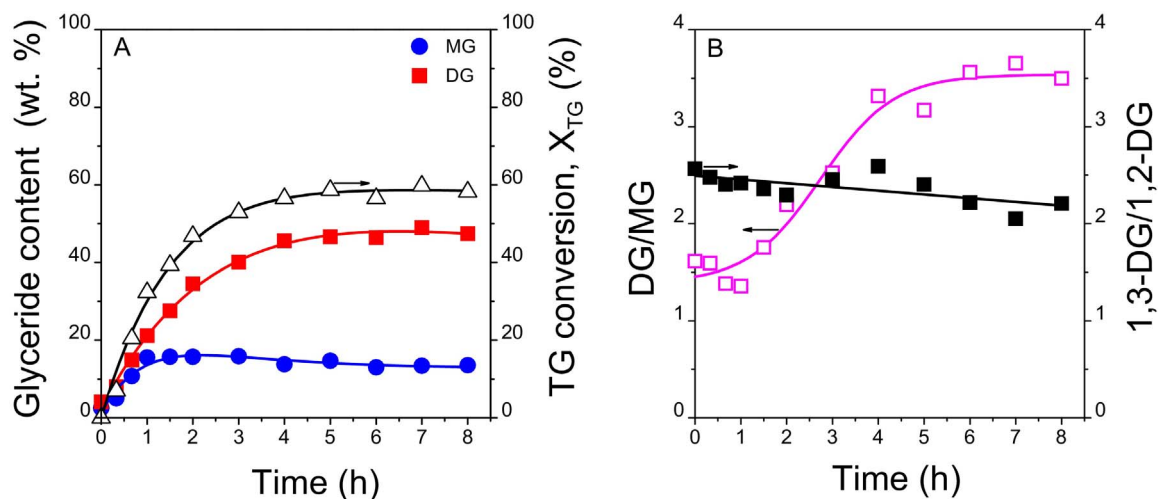 A
MG
DG
Glyceride content (wt. %)
100
80
60
40
20
0
0 1 2 3 4 5 6 7 8
Time (h)
100
80
60
40
20
0
TG conversion, X_TG (%)
B
DG/MG
4
3
2
1
0
0 1 2 3 4 5 6 7 8
Time (h)
4
3
2
1
0
1,3-DG/1,2-DG